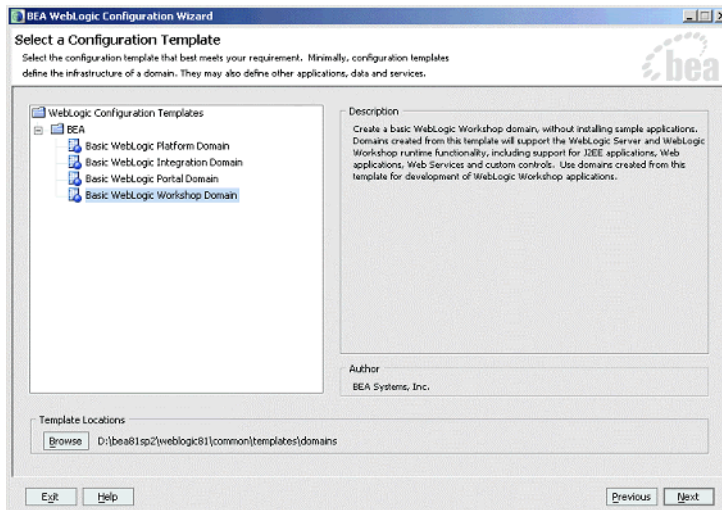 BEA WebLogic Configuration Wizard
Select a Configuration Template
Select the configuration template that best meets your requirement. Minimally, configuration templates
define the infrastructure of a domain. They may also define other applications, data and services.
bea
WebLogic Configuration Templates
BEA
Basic WebLogic Platform Domain
Basic WebLogic Integration Domain
Basic WebLogic Portal Domain
Basic WebLogic Workshop Domain
Description
Create a basic WebLogic Workshop domain, without installing sample applications.
Domains created from this template will support the WebLogic Server and WebLogic
Workshop runtime functionality, including support for J2EE applications, Web
applications, Web Services and custom controls. Use domains created from this
template for development of WebLogic Workshop applications.
Author
BEA Systems, Inc.
Template Locations
Browse D:\bea81sp2\weblogic81\common\templates\domains
Exit Help Previous Next